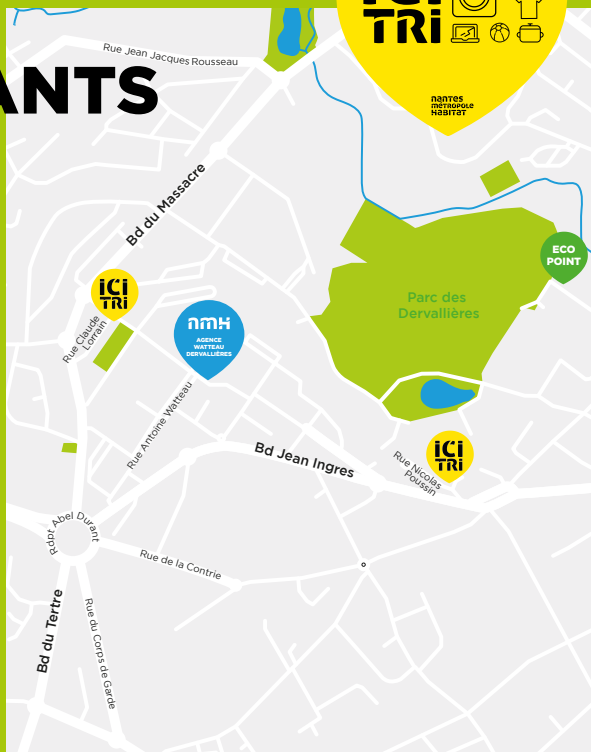 iCi
TRi
Rue Jean Jacques Rousseau
ANTS
nantes
métropole
Habitat
Bd du Massacre
ECO
POINT
iCi
TRi
Parc des
Dervallières
Rue Claude
Lorrain
nmH
AGENCE
WATTEAU
DERVALLIÈRES
Rue Antoine Watteau
Bd Jean Ingres
iCi
TRi
Rue Nicolas
Poussin
Rdpt Abel Durant
Rue de la Contrie
Bd du Tertre
Rue du Corps de Garde